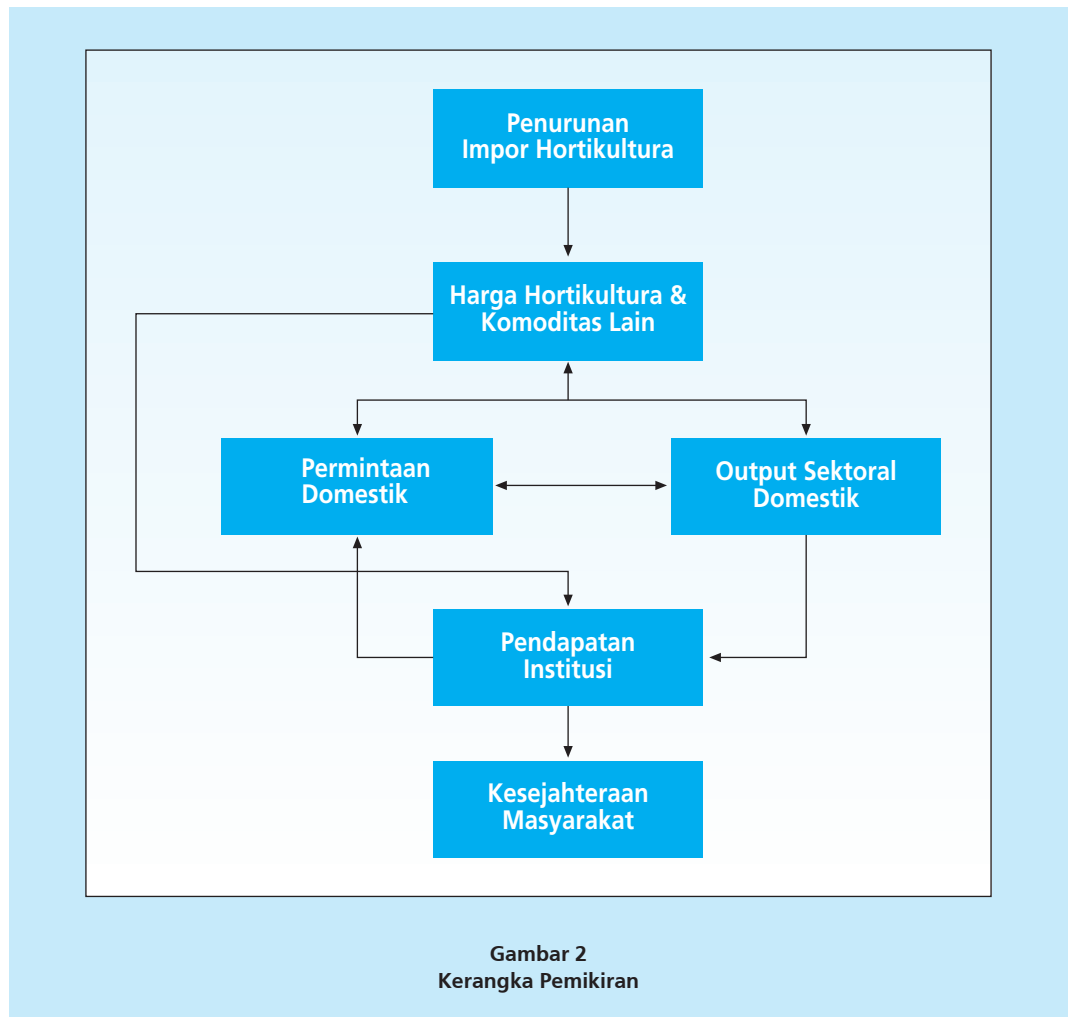 Penurunan
Impor Hortikultura
Harga Hortikultura &
Komoditas Lain
Permintaan
Domestik
Output Sektoral
Domestik
Pendapatan
Institusi
Kesejahteraan
Masyarakat
Gambar 2
Kerangka Pemikiran